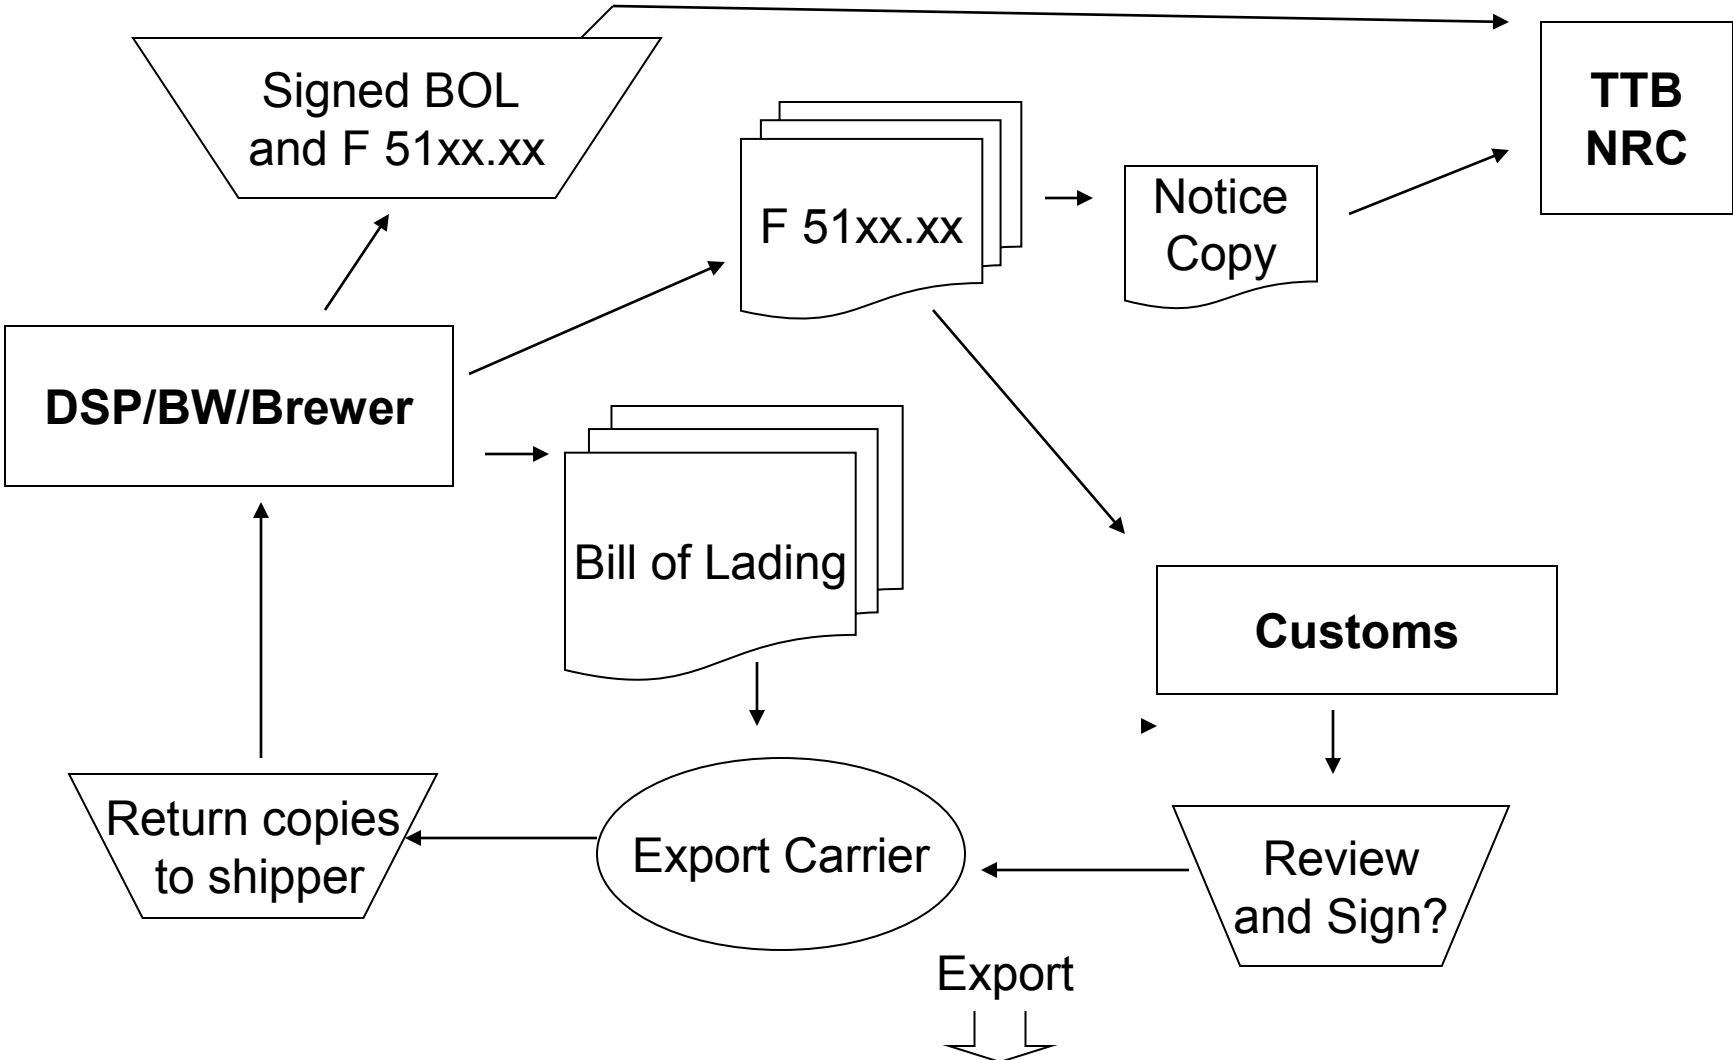 Signed BOL
and F 51xx.xx
TTB
NRC
F 51xx.xx
Notice
Copy
DSP/BW/Brewer
Bill of Lading
Customs
Return copies
to shipper
Export Carrier
Review
and Sign?
Export